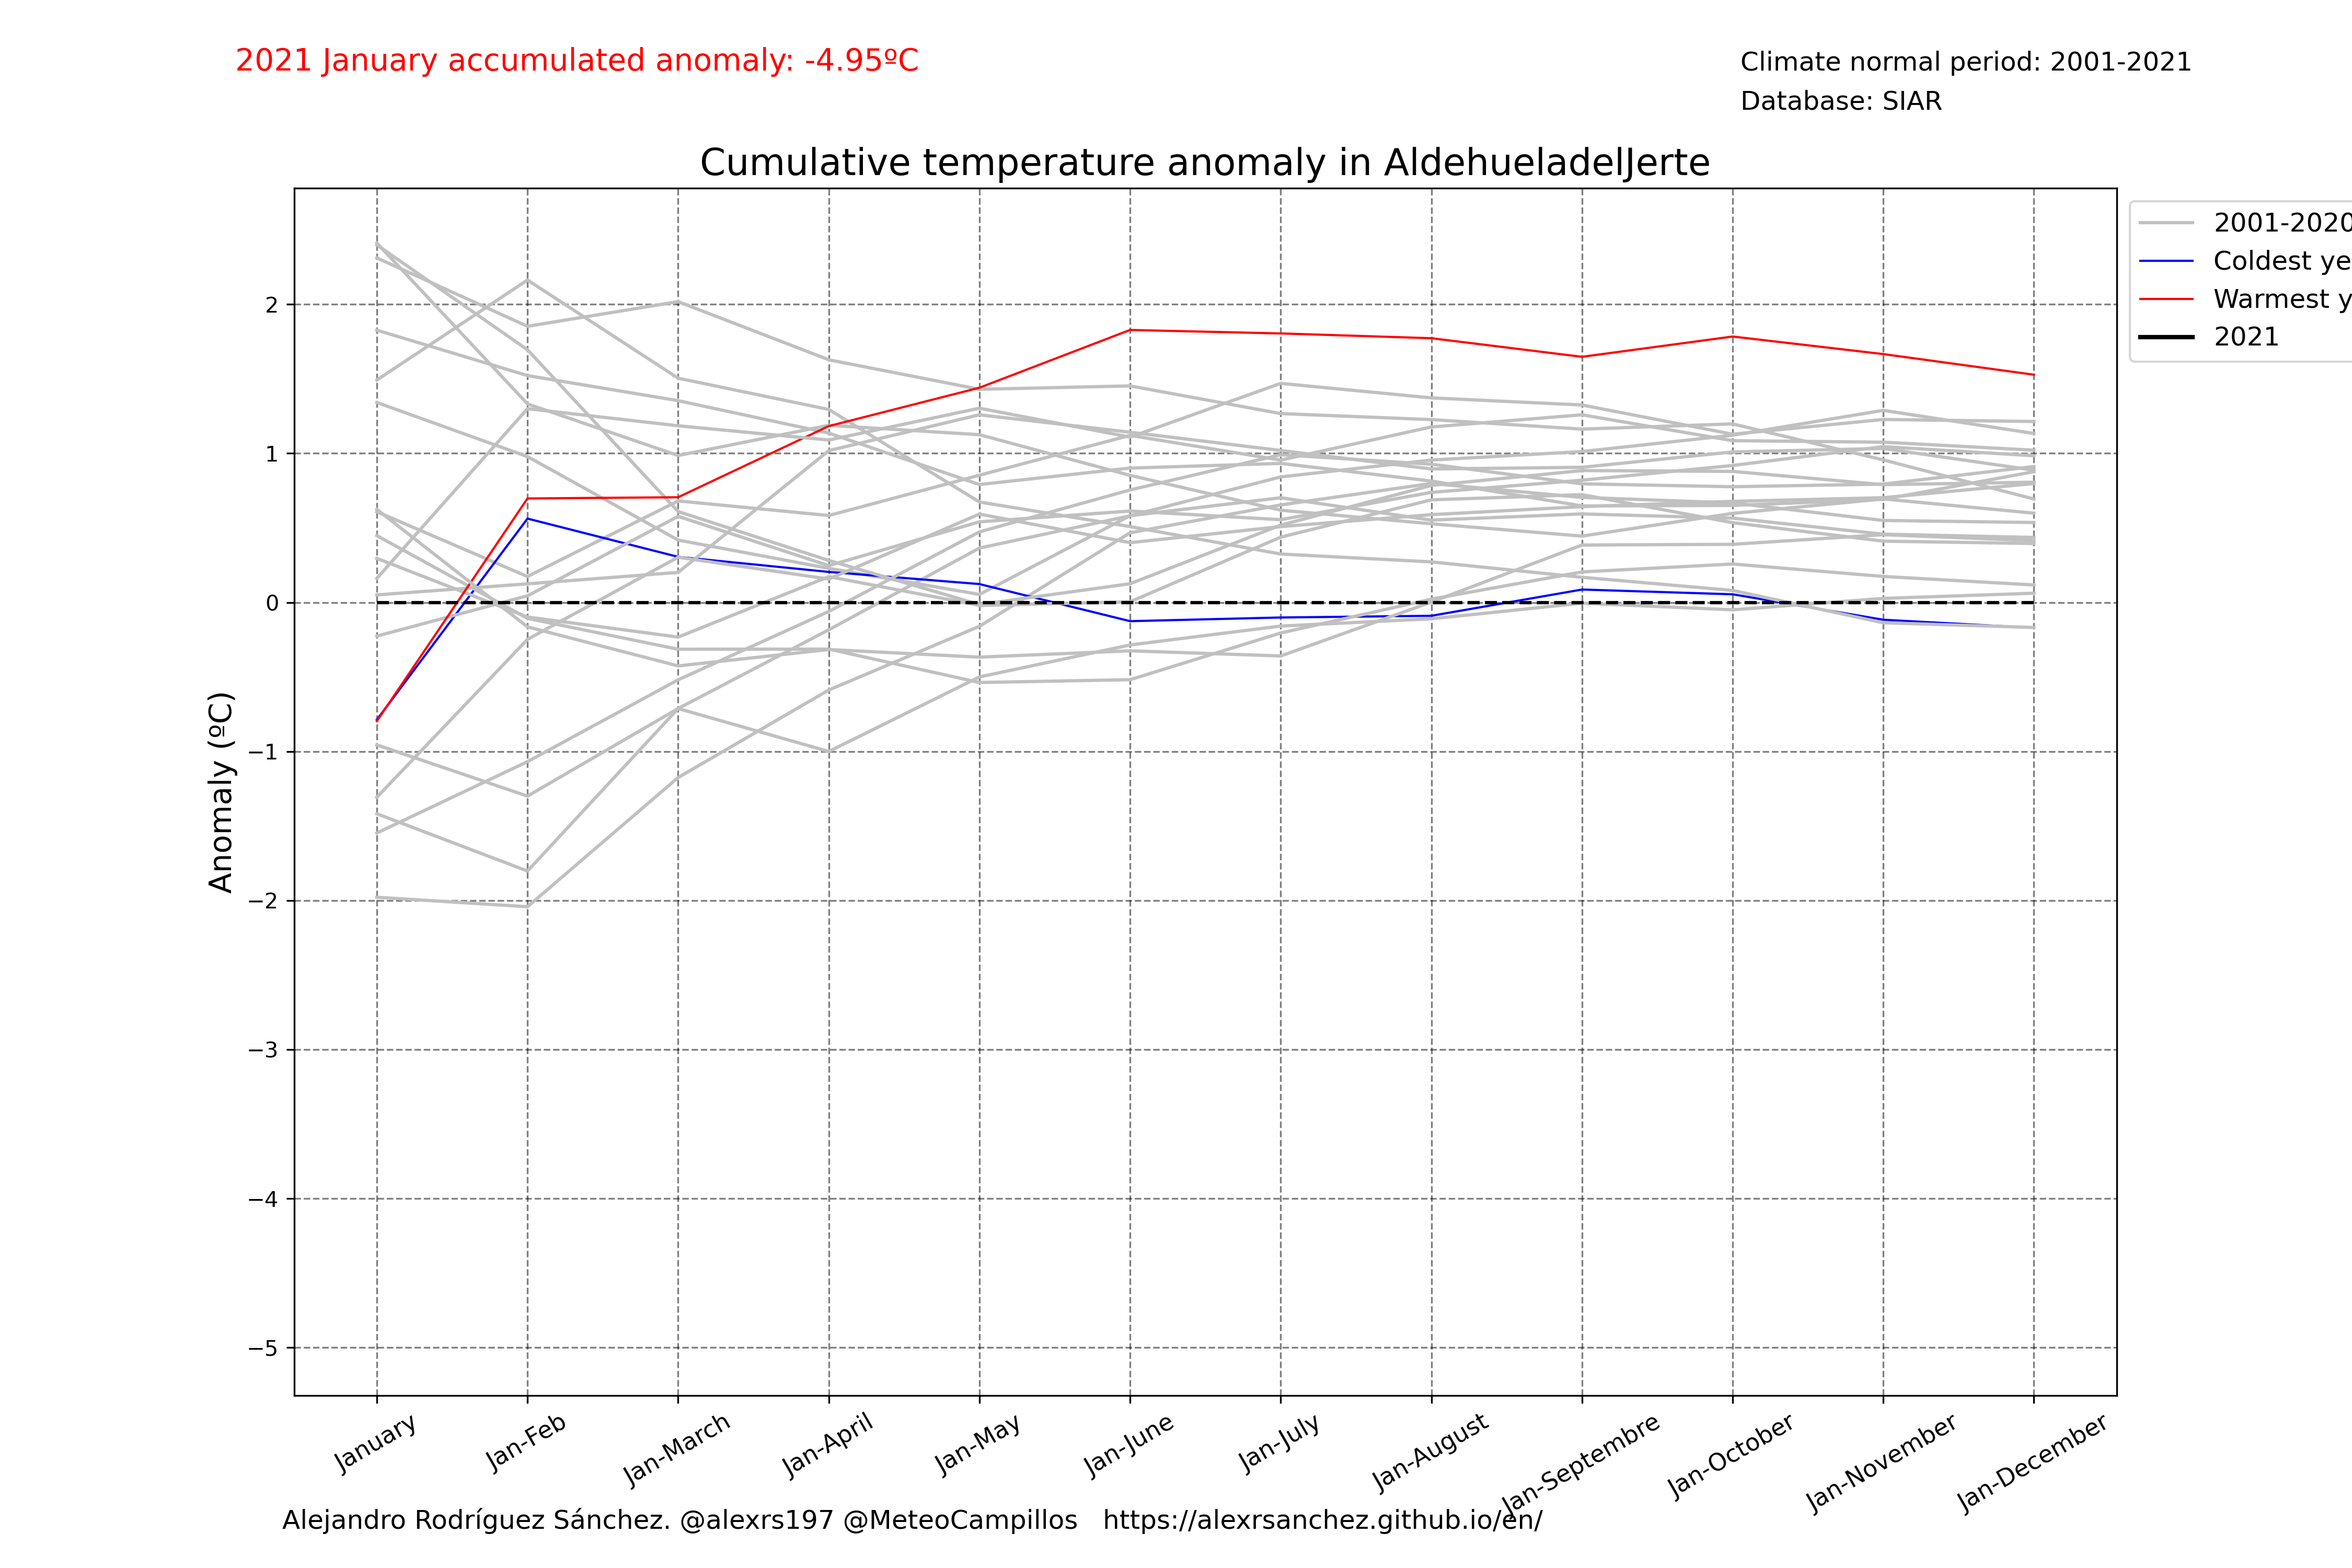 2021 January accumulated anomaly: -4.95ºC
Climate normal period: 2001-2021
Database: SIAR
Cumulative temperature anomaly in AldehueladelJerte
2001-2020
Coldest ye
Warmest y
2021
Anomaly (ºC)
2
1
0
−1
−2
−3
−4
−5
January
Jan-Feb
Jan-March
Jan-April
Jan-May
Jan-June
Jan-July
Jan-August
Jan-Septembre
Jan-October
Jan-November
Jan-December
Alejandro Rodríguez Sánchez. @alexrs197 @MeteoCampillos   https://alexrsanchez.github.io/en/